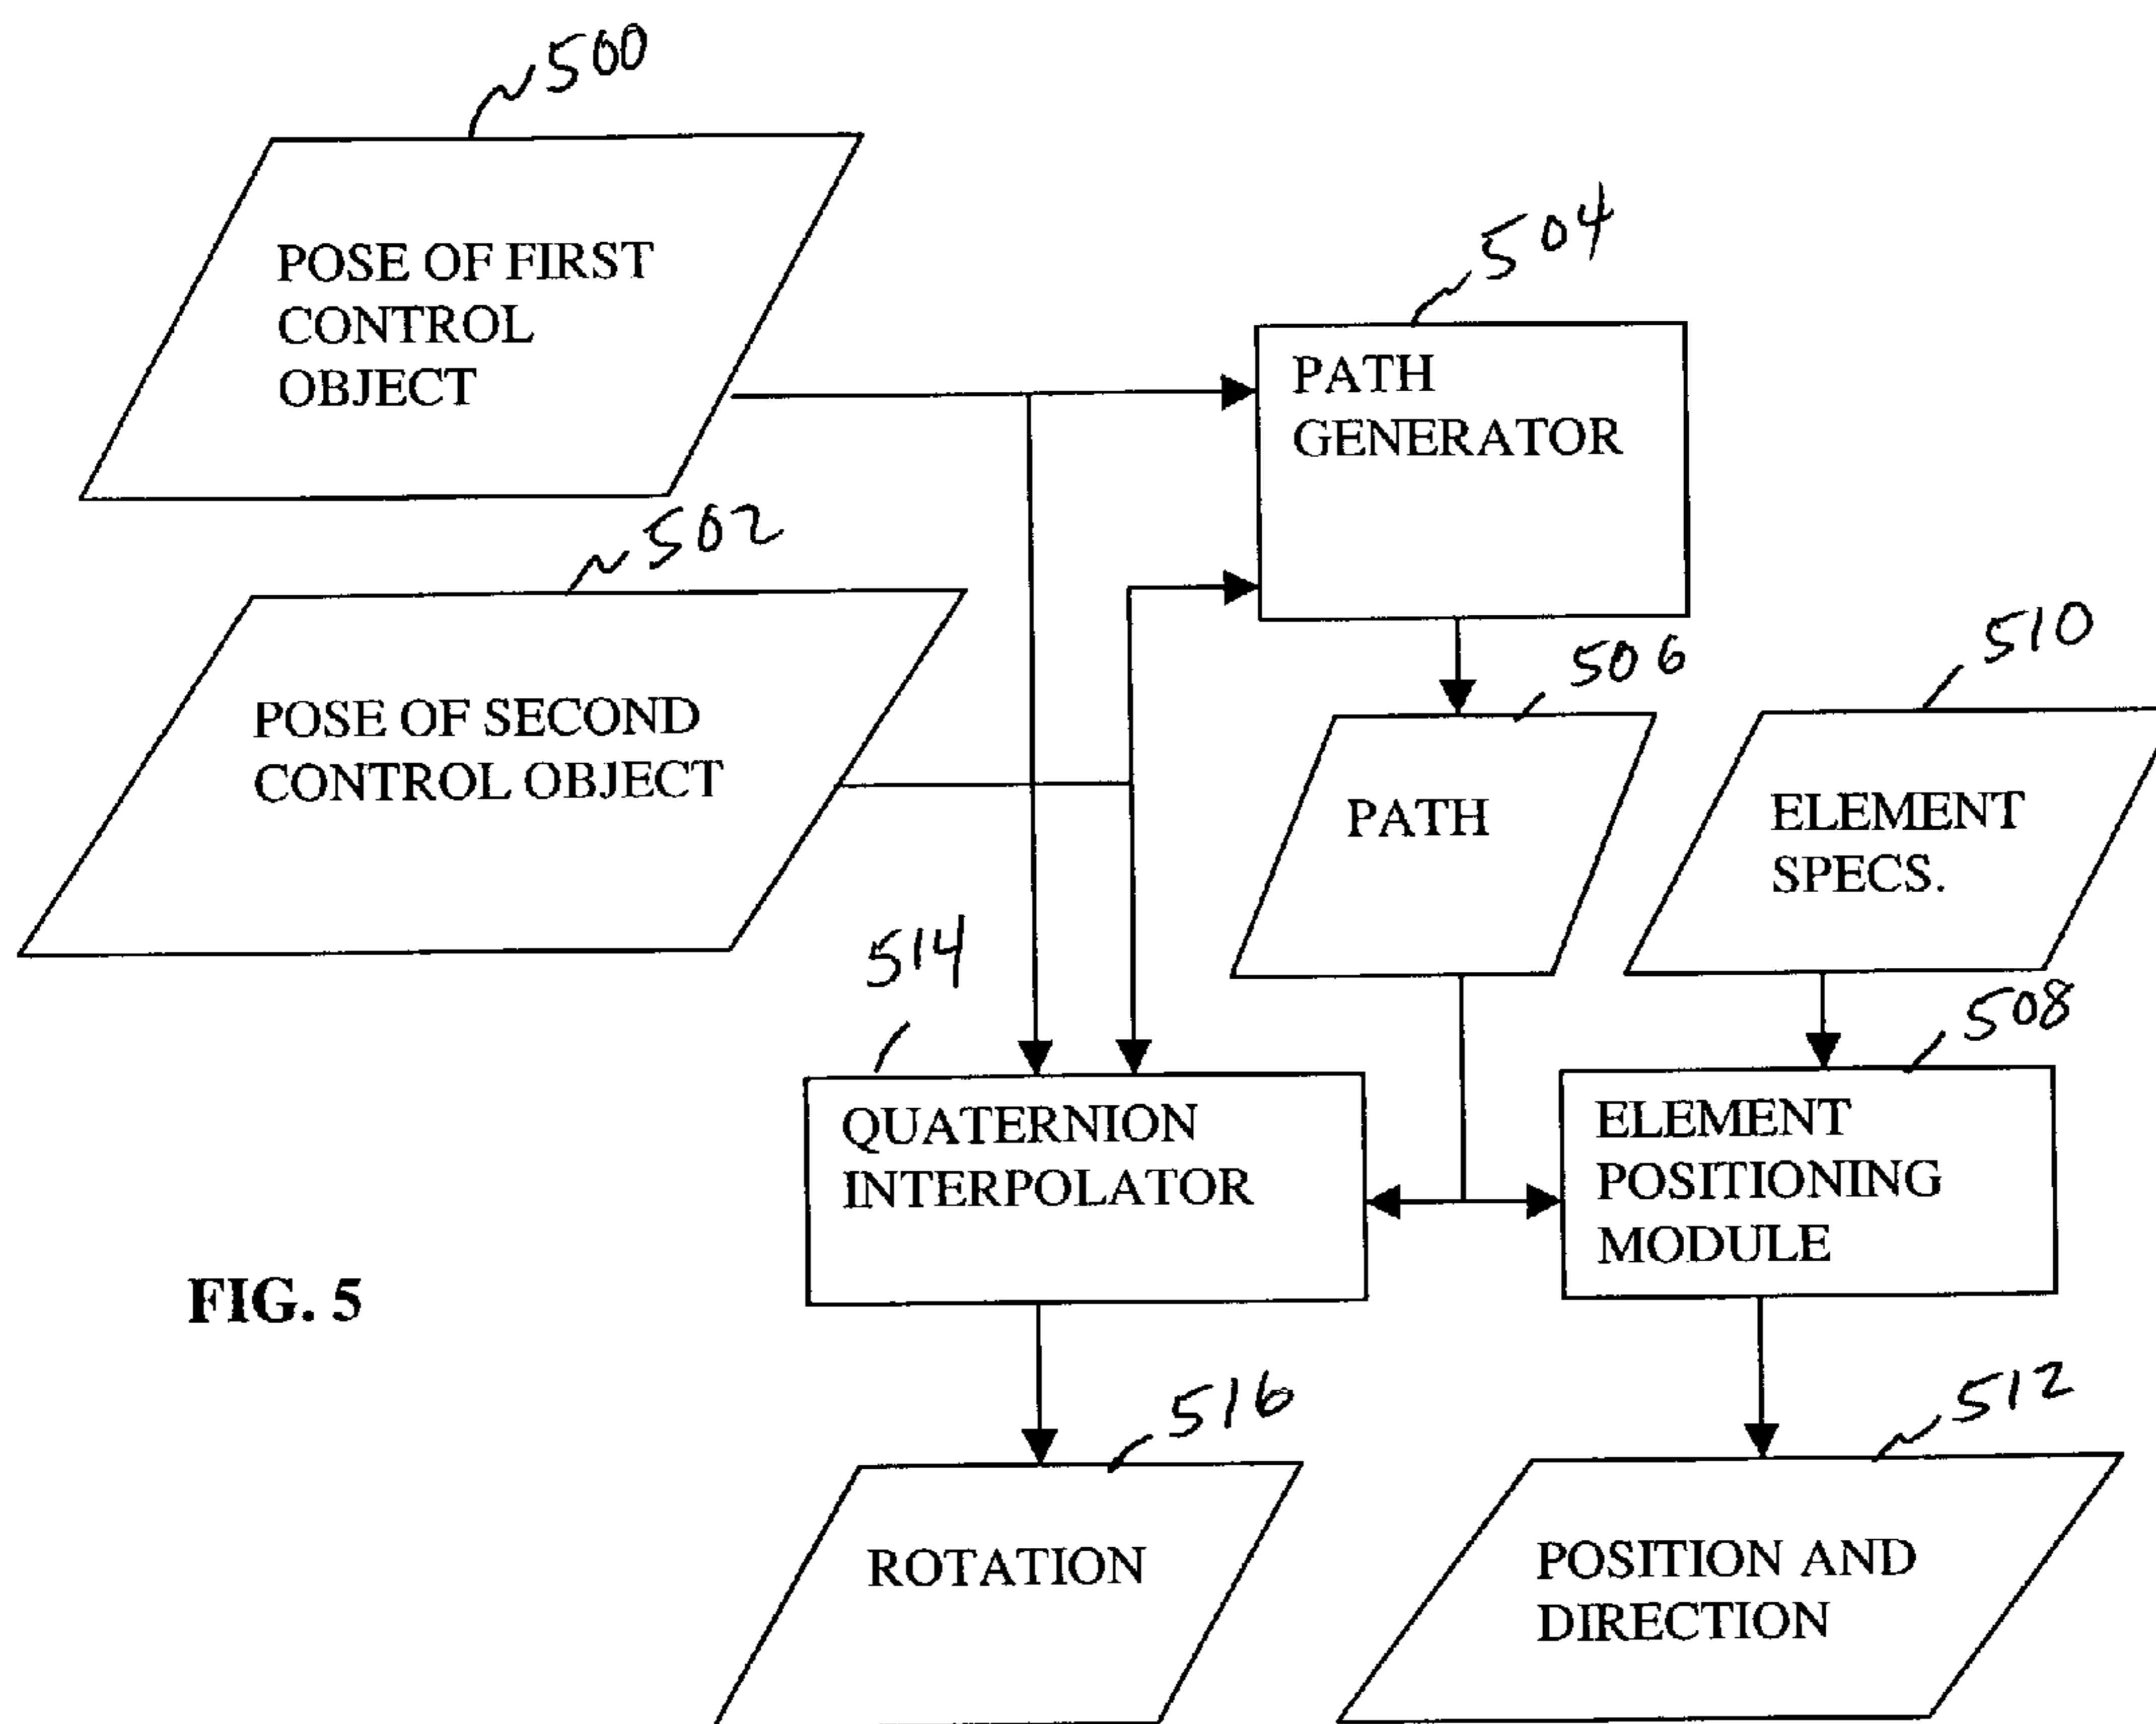 500
POSE OF FIRST
CONTROL
OBJECT
504
PATH
GENERATOR
502
POSE OF SECOND
CONTROL OBJECT
506
PATH
510
ELEMENT
SPECS.
514
QUATERNION
INTERPOLATOR
508
ELEMENT
POSITIONING
MODULE
FIG. 5
516
ROTATION
512
POSITION AND
DIRECTION